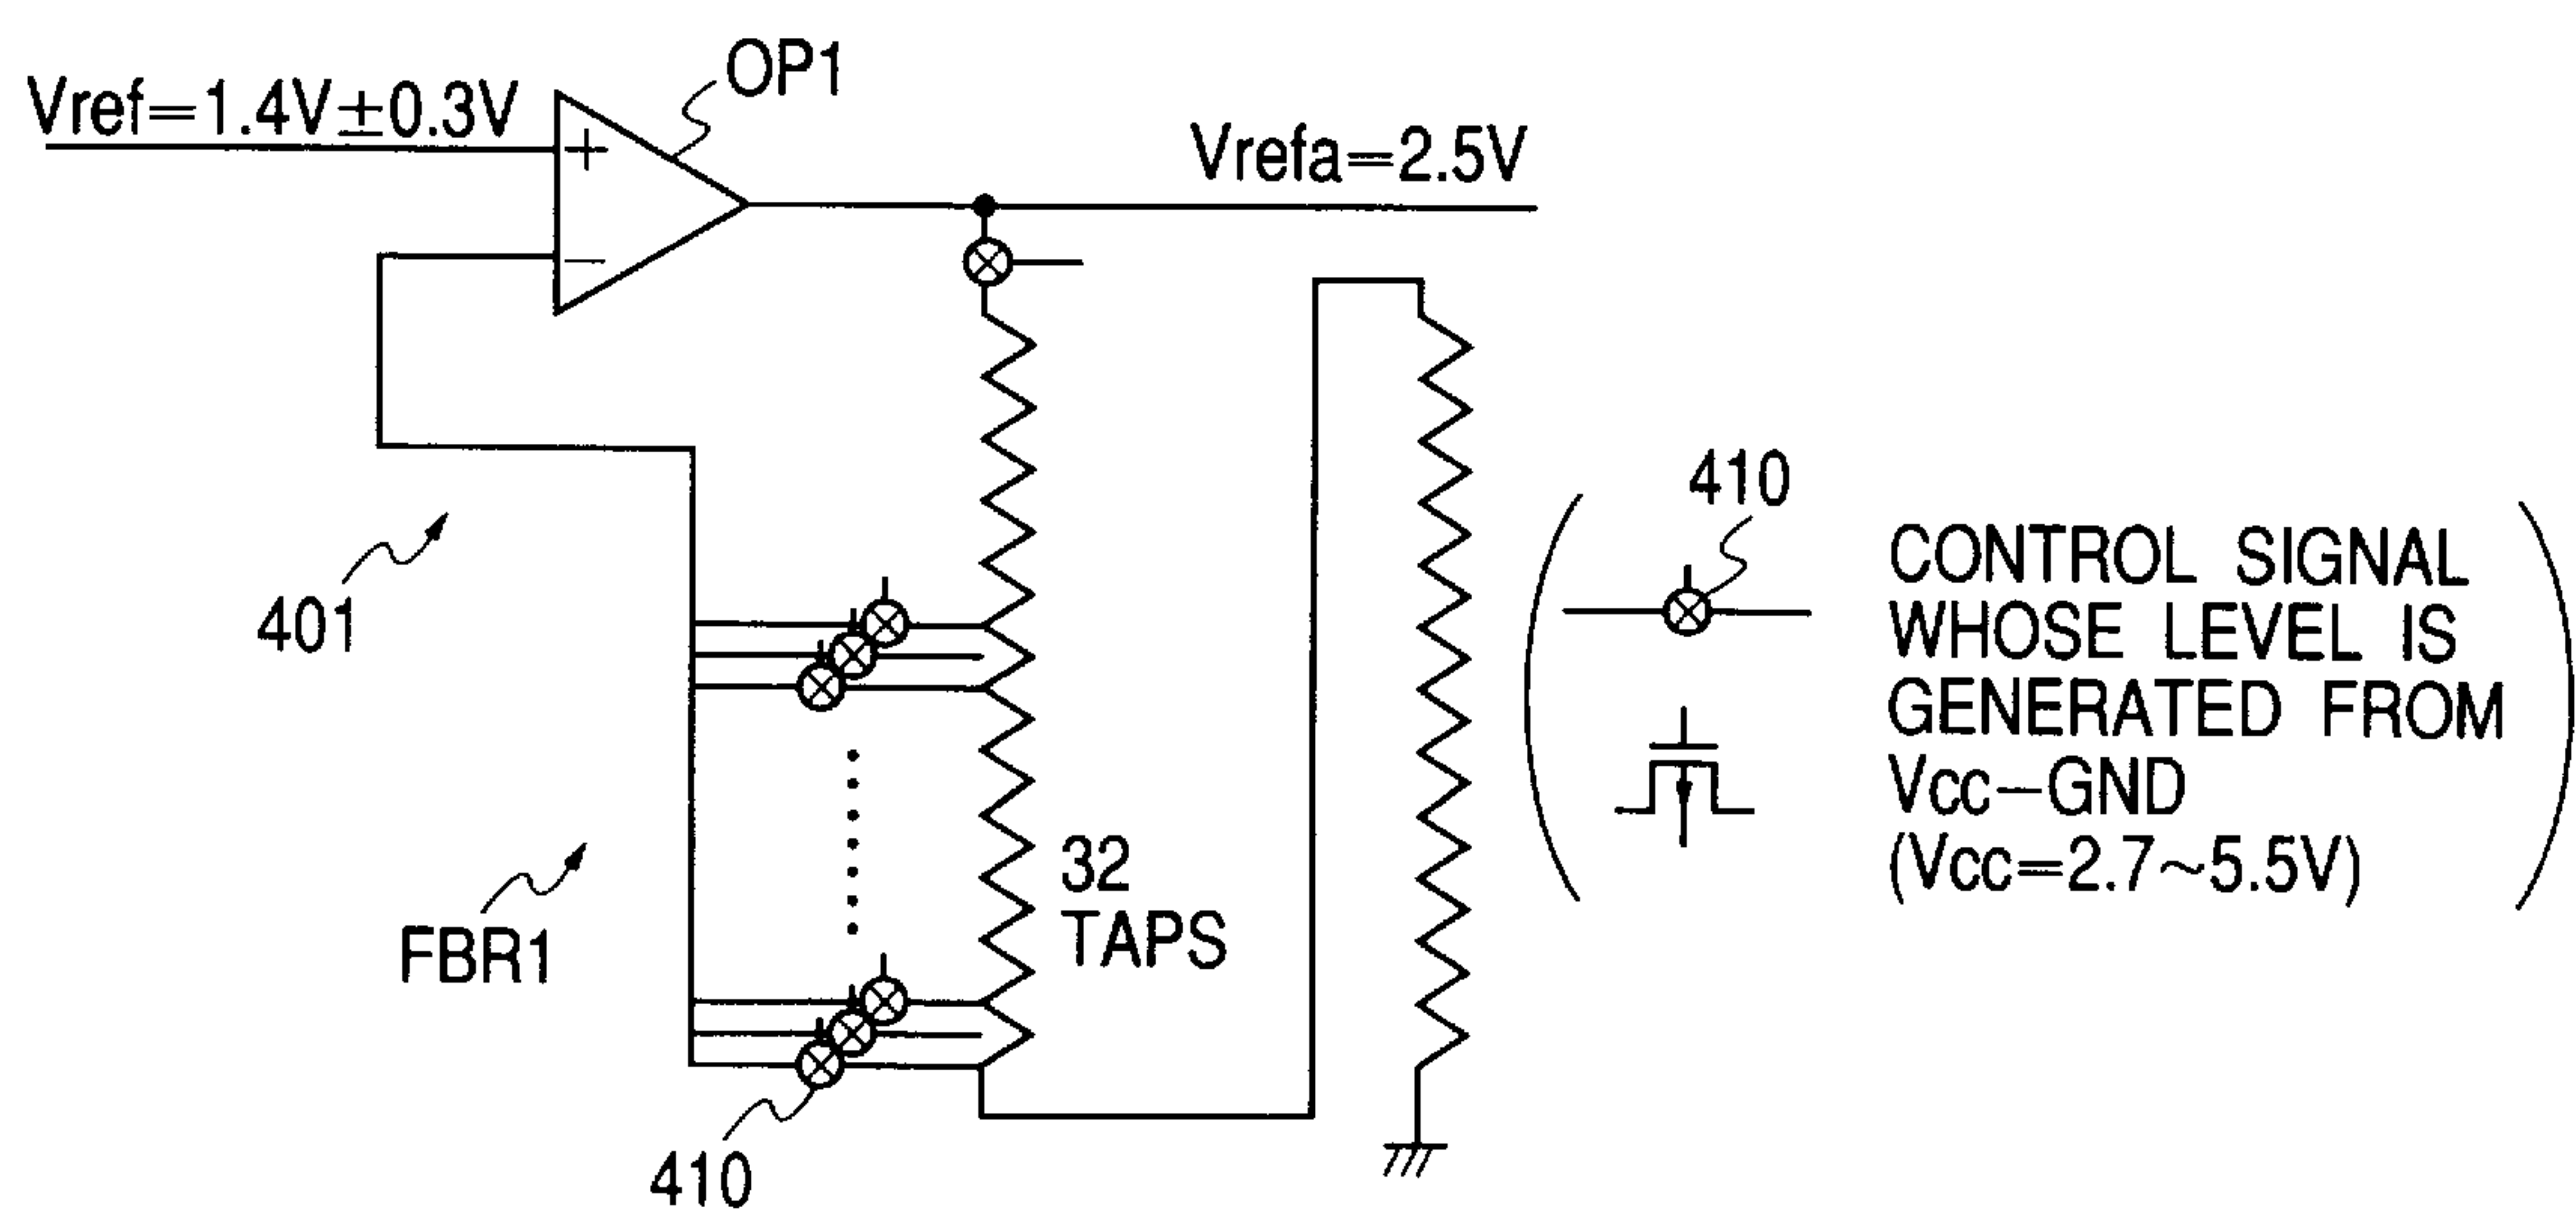 OP1
Vref=1.4V±0.3V
+
Vrefa=2.5V
−
401
410
CONTROL SIGNAL
WHOSE LEVEL IS
GENERATED FROM
Vcc−GND
(Vcc=2.7~5.5V)
32
TAPS
FBR1
410